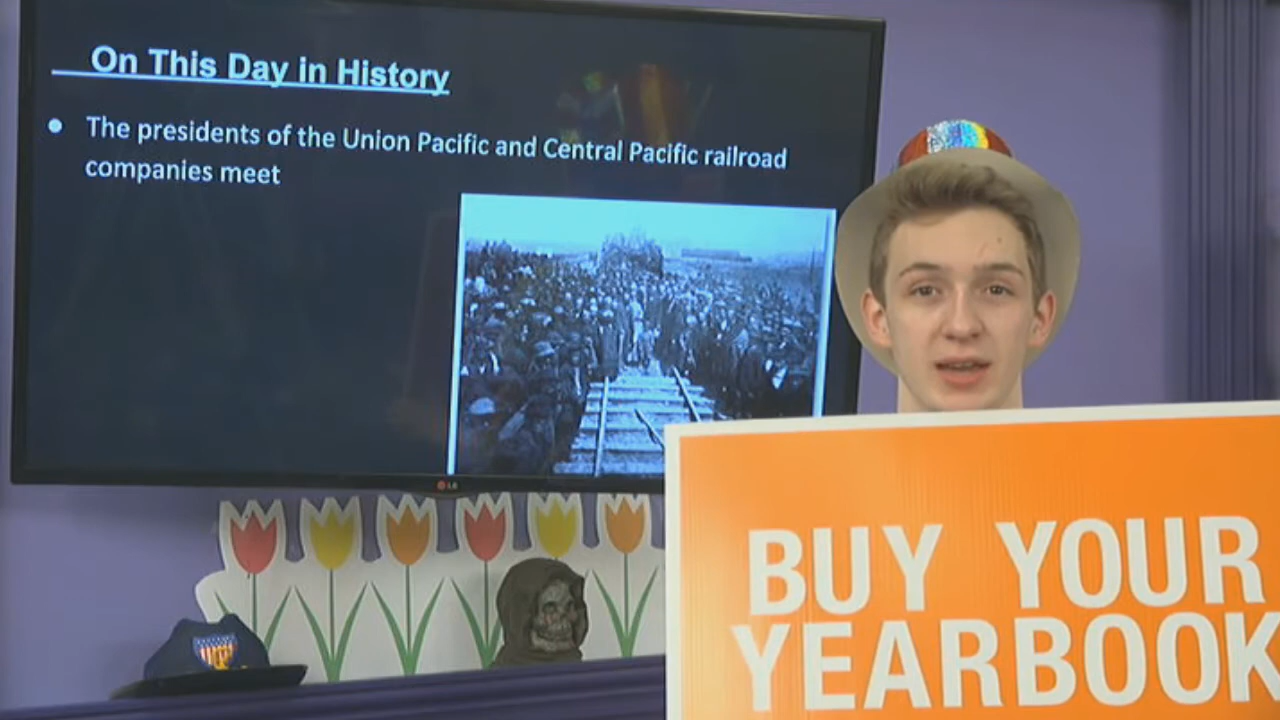 On This Day in History
● The presidents of the Union Pacific and Central Pacific railroad
companies meet
LG
BUY YOUR
YEARBOOK